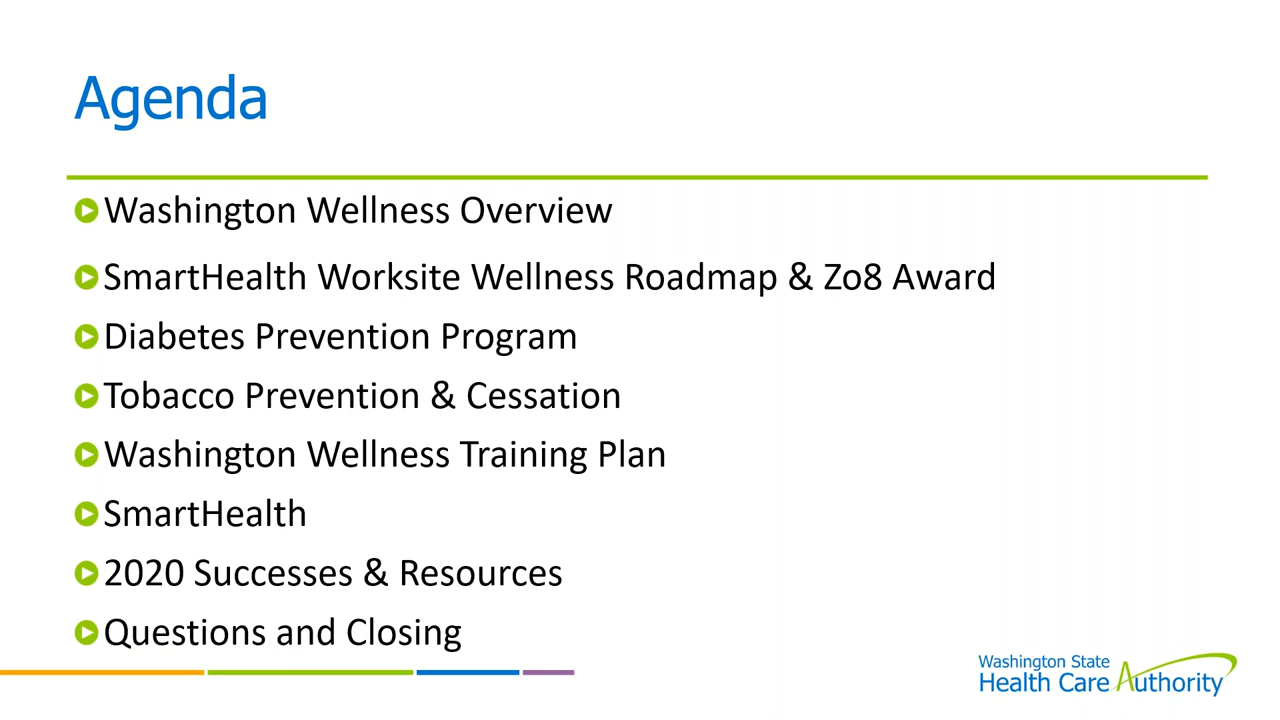 Agenda
Washington Wellness Overview
SmartHealth Worksite Wellness Roadmap & Zo8 Award
Diabetes Prevention Program
Tobacco Prevention & Cessation
Washington Wellness Training Plan
SmartHealth
2020 Successes & Resources
Questions and Closing
Washington State
Health Care Authority